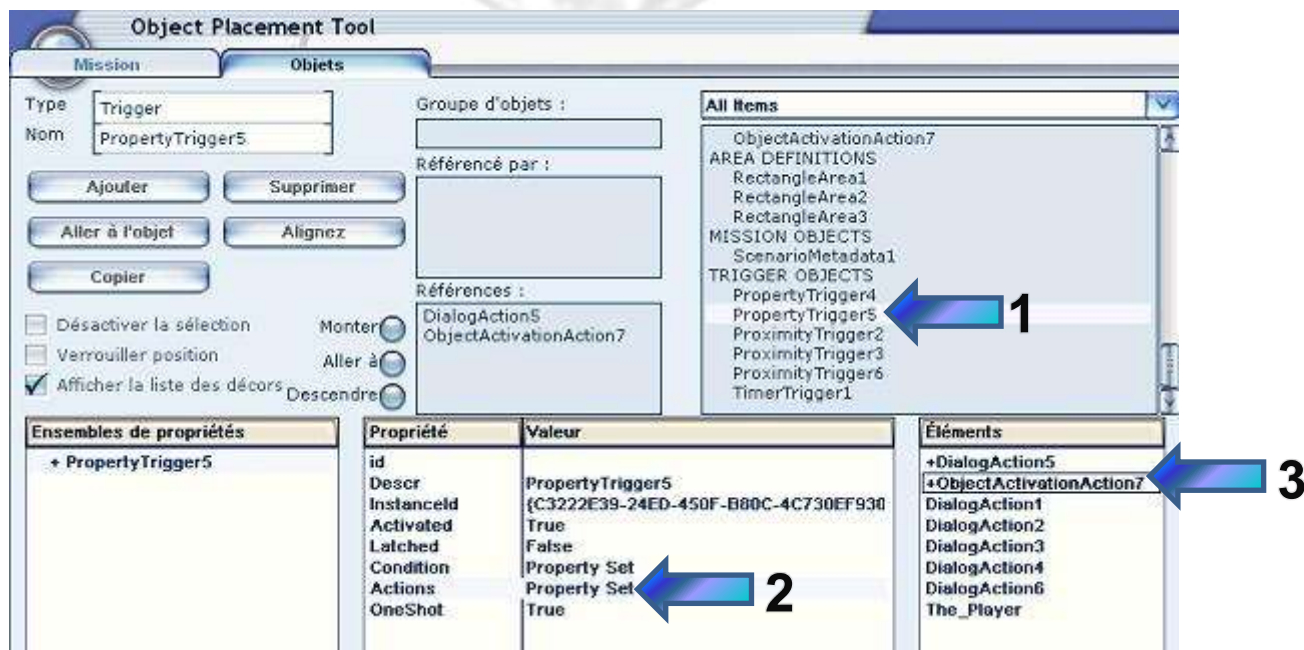 Object Placement Tool
Mission
Objets
Type
Trigger
Nom
PropertyTrigger5
Ajouter
Supprimer
Aller à l'objet
Alignez
Copier
Désactiver la sélection
Verrouiller position
Afficher la liste des décors
Monter
Aller à
Descendre
Groupe d'objets :
Référencé par :
Références :
DialogAction5
ObjectActivationAction7
All Items
ObjectActivationAction7
AREA DEFINITIONS
RectangleArea1
RectangleArea2
RectangleArea3
MISSION OBJECTS
ScenarioMetadata1
TRIGGER OBJECTS
PropertyTrigger4
PropertyTrigger5
ProximityTrigger2
ProximityTrigger3
ProximityTrigger6
TimerTrigger1
1
Ensembles de propriétés
+ PropertyTrigger5
Propriété Valeur
id
Descr PropertyTrigger5
InstanceId {C3222E39-24ED-450F-B80C-4C730EF930
Activated True
Latched False
Condition Property Set
Actions Property Set
OneShot True
2
Éléments
+DialogAction5
+ObjectActivationAction7
DialogAction1
DialogAction2
DialogAction3
DialogAction4
DialogAction6
The_Player
3